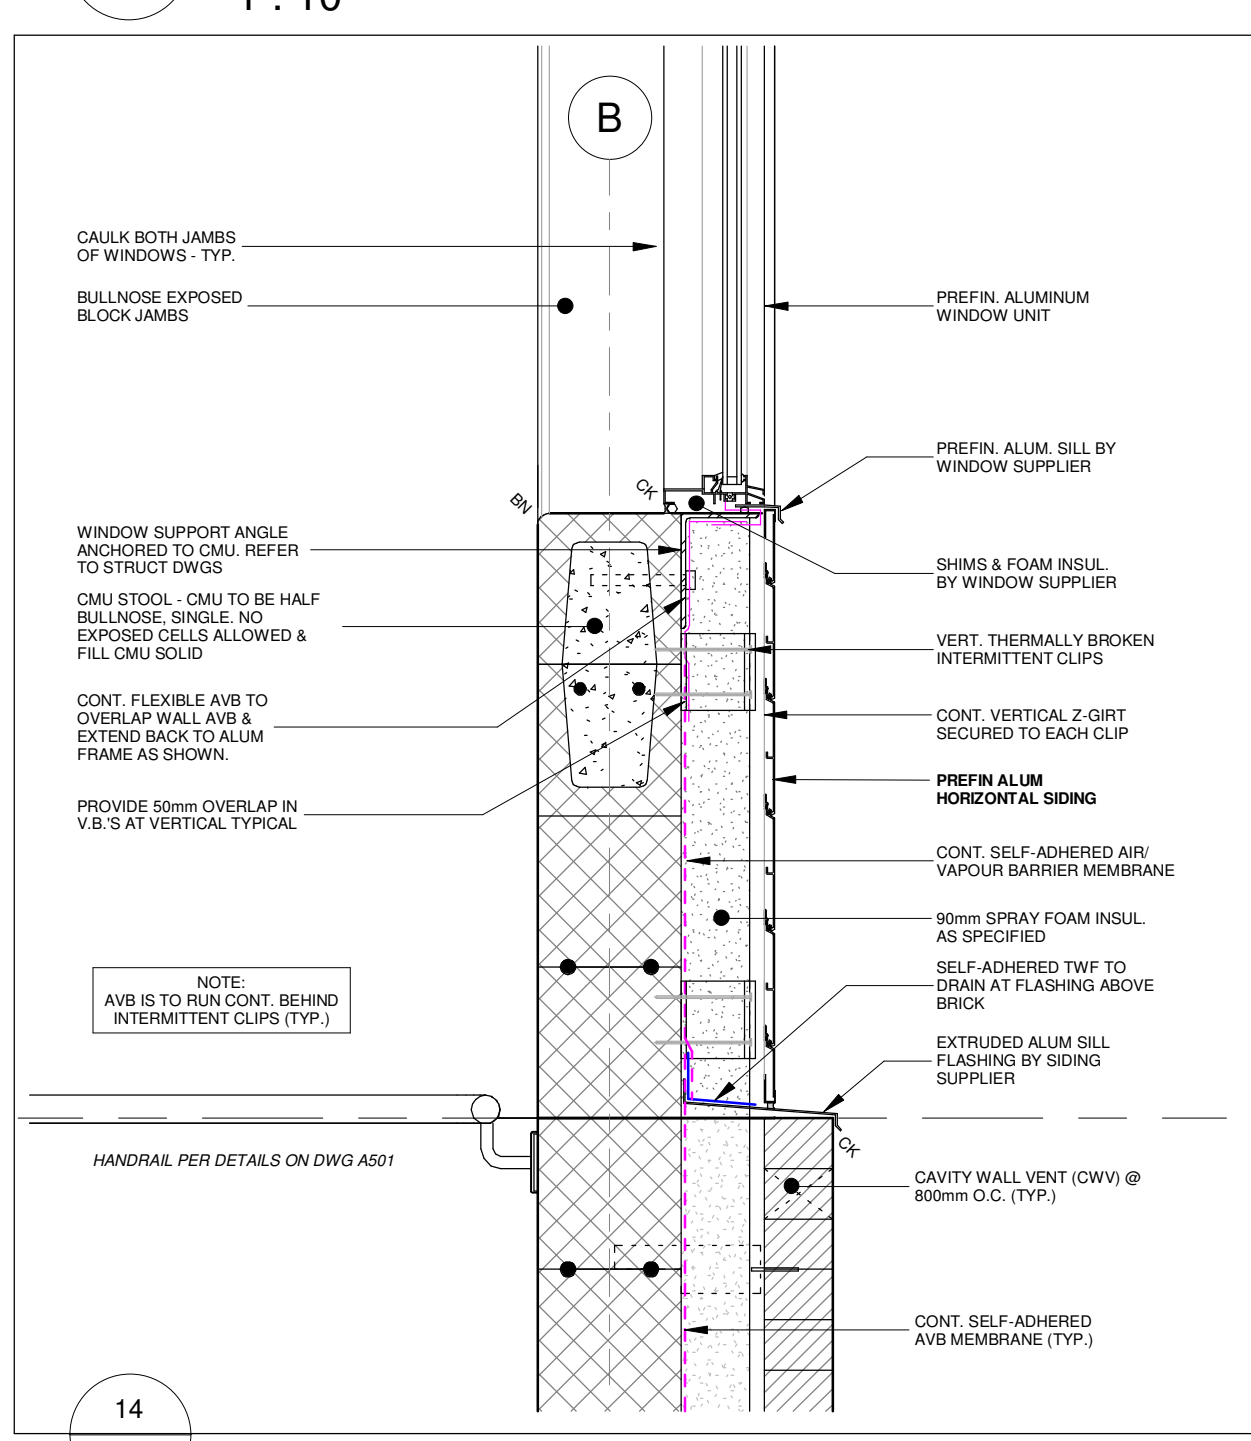 1 : 10
B
CAULK BOTH JAMBS
OF WINDOWS - TYP.
BULLNOSE EXPOSED
BLOCK JAMBS
PREFIN. ALUMINUM
WINDOW UNIT
PREFIN. ALUM. SILL BY
WINDOW SUPPLIER
BN
CK
WINDOW SUPPORT ANGLE
ANCHORED TO CMU. REFER
TO STRUCT DWGS
SHIMS & FOAM INSUL.
BY WINDOW SUPPLIER
CMU STOOL - CMU TO BE HALF
BULLNOSE, SINGLE. NO
EXPOSED CELLS ALLOWED &
FILL CMU SOLID
VERT. THERMALLY BROKEN
INTERMITTENT CLIPS
CONT. FLEXIBLE AVB TO
OVERLAP WALL AVB &
EXTEND BACK TO ALUM
FRAME AS SHOWN.
CONT. VERTICAL Z-GIRT
SECURED TO EACH CLIP
PREFIN ALUM
HORIZONTAL SIDING
PROVIDE 50mm OVERLAP IN
V.B.'S AT VERTICAL TYPICAL
CONT. SELF-ADHERED AIR/
VAPOUR BARRIER MEMBRANE
90mm SPRAY FOAM INSUL.
AS SPECIFIED
SELF-ADHERED TWF TO
DRAIN AT FLASHING ABOVE
BRICK
NOTE:
AVB IS TO RUN CONT. BEHIND
INTERMITTENT CLIPS (TYP.)
EXTRUDED ALUM SILL
FLASHING BY SIDING
SUPPLIER
CK
HANDRAIL PER DETAILS ON DWG A501
CAVITY WALL VENT (CWV) @
800mm O.C. (TYP.)
CONT. SELF-ADHERED
AVB MEMBRANE (TYP.)
14